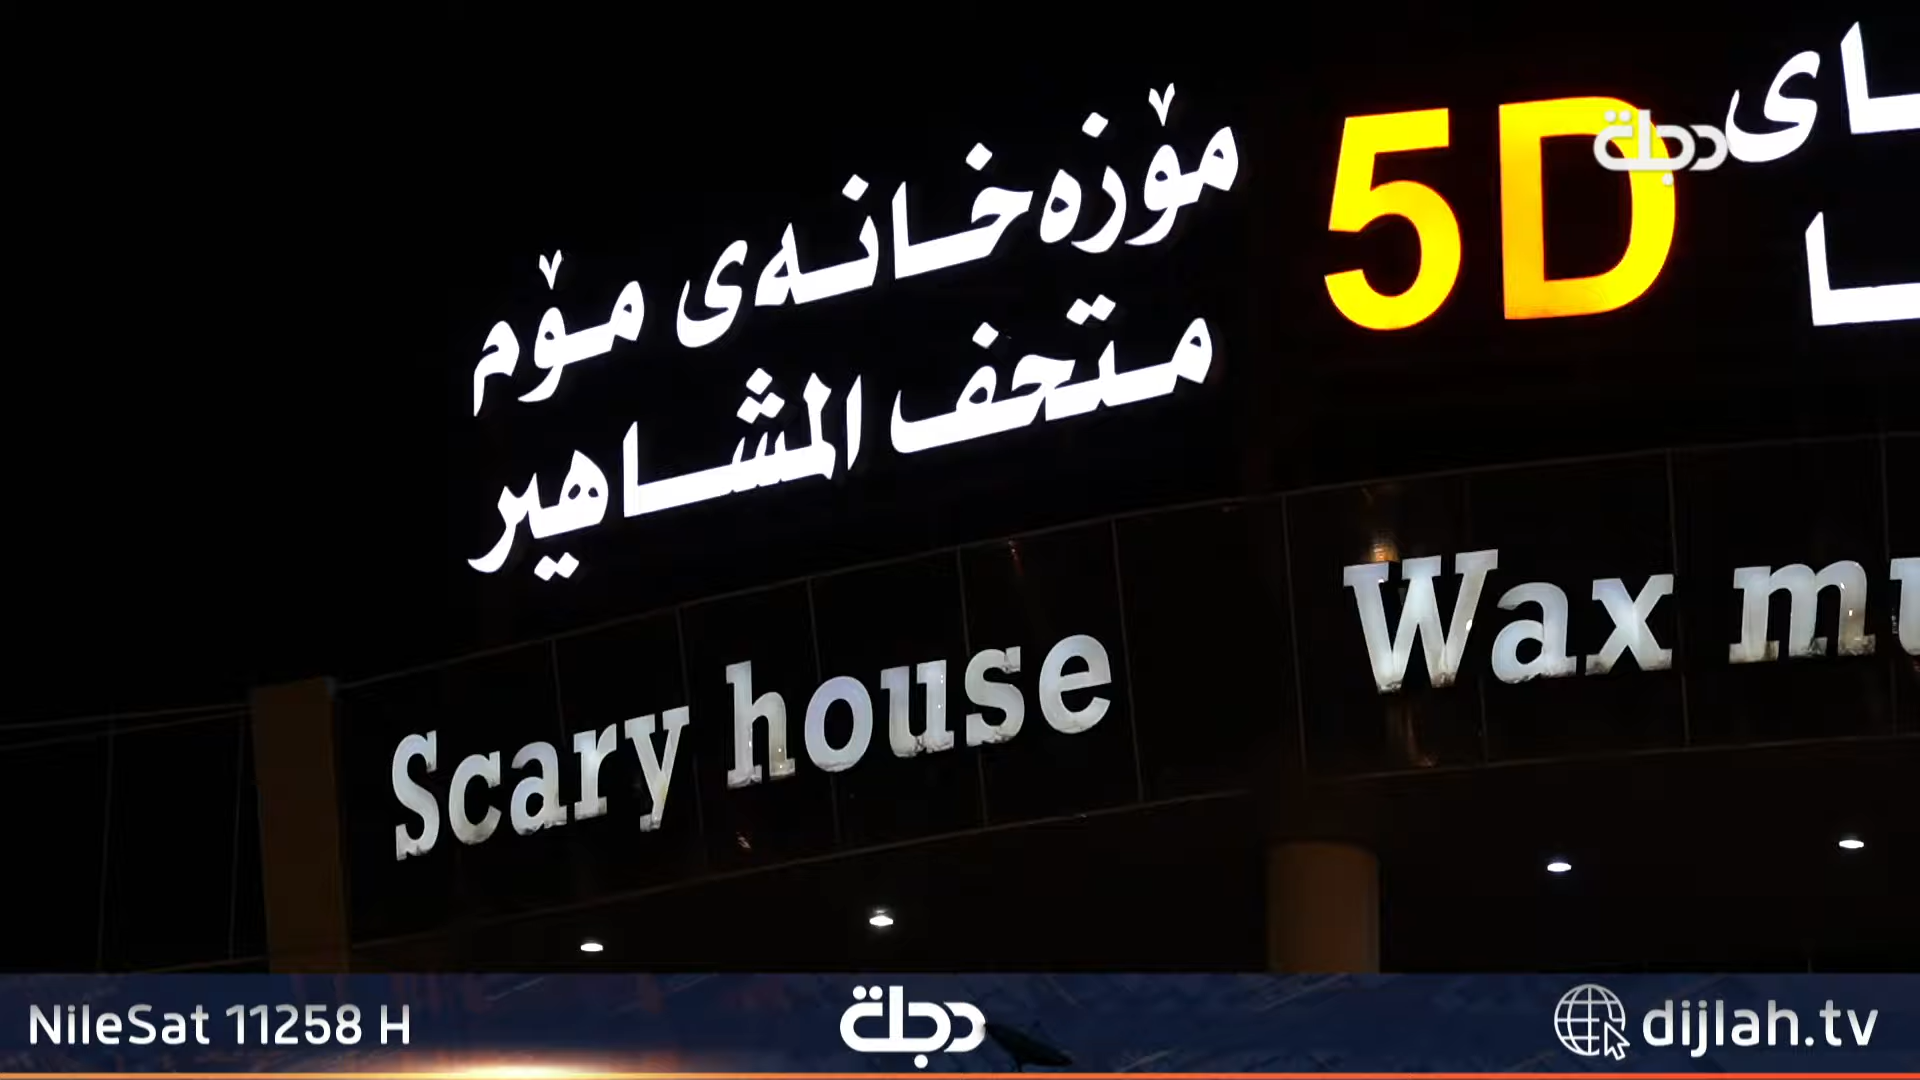 مۆزەخانەی مۆم
متحف المشاهير
5D
دجلة
Scary house
Wax
NileSat 11258 H
دجلة
dijlah.tv